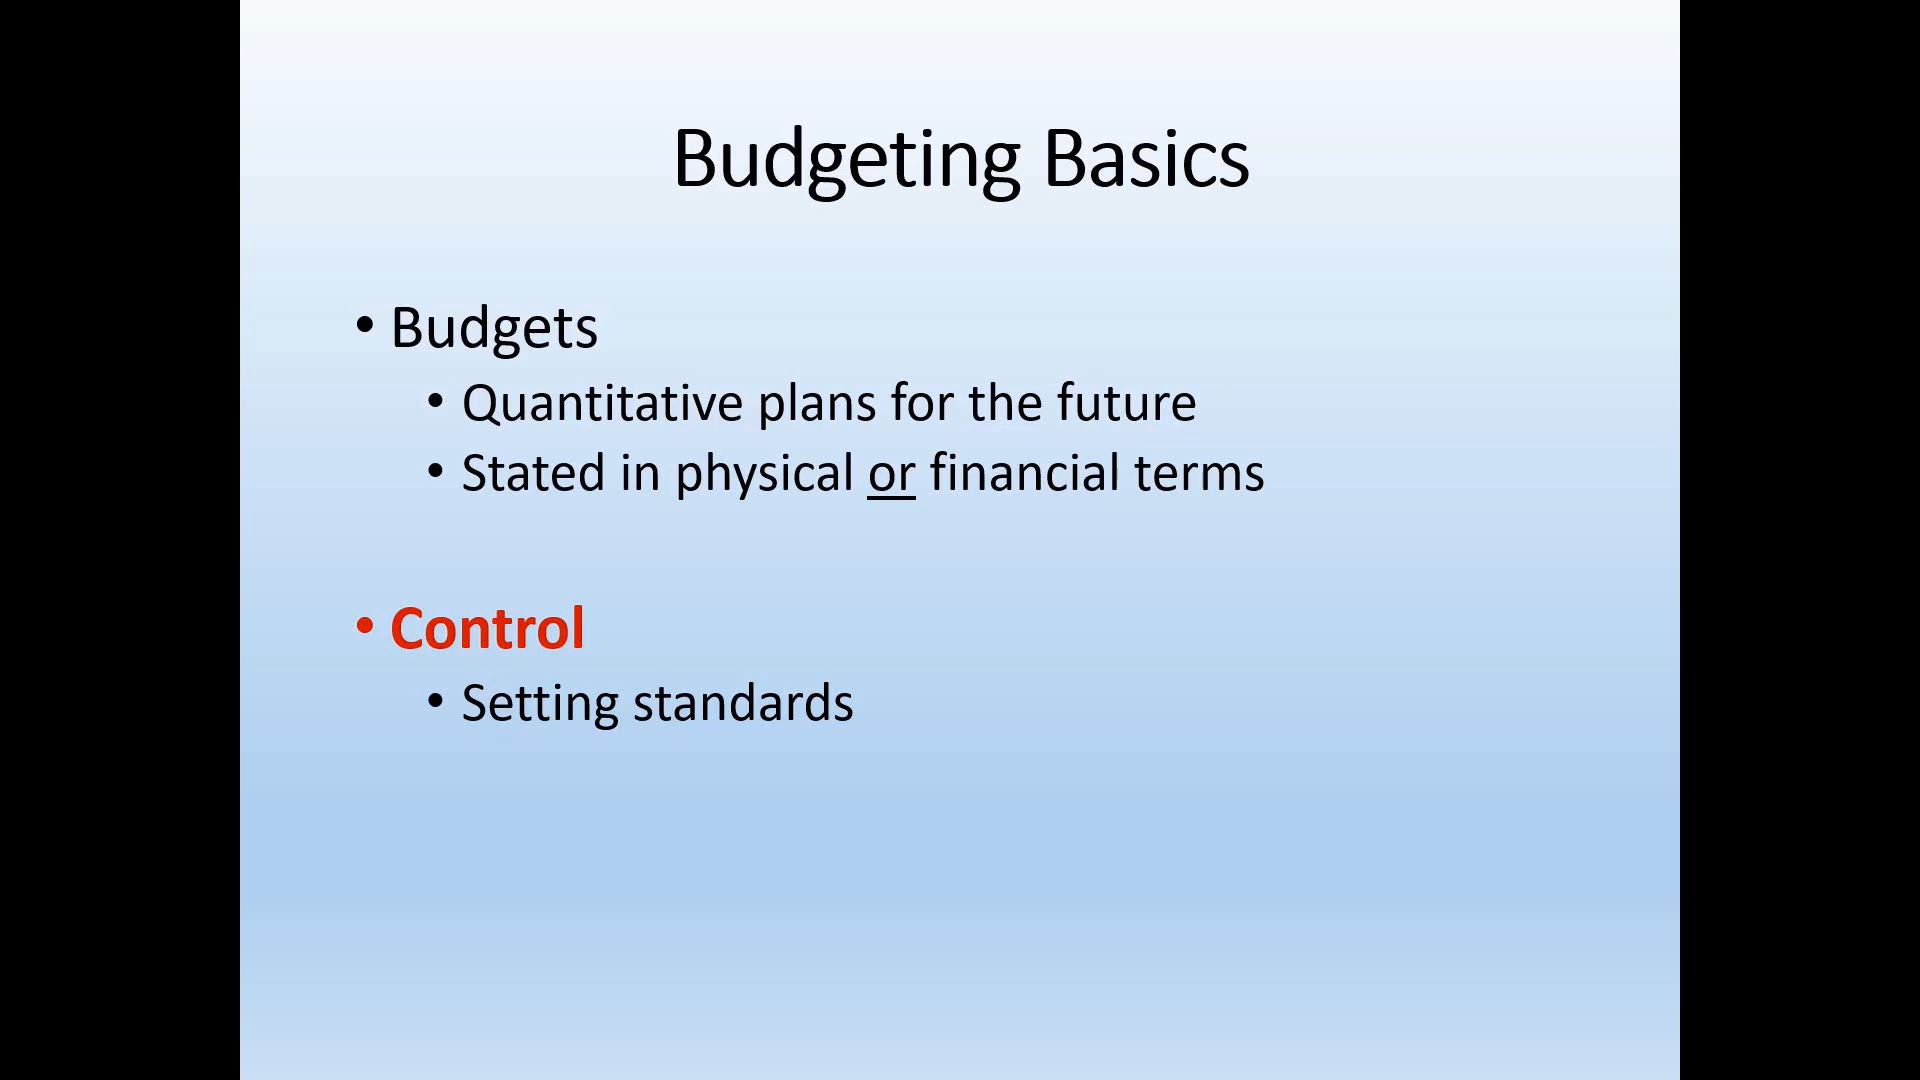 Budgeting Basics
• Budgets
• Quantitative plans for the future
• Stated in physical or financial terms
• Control
• Setting standards